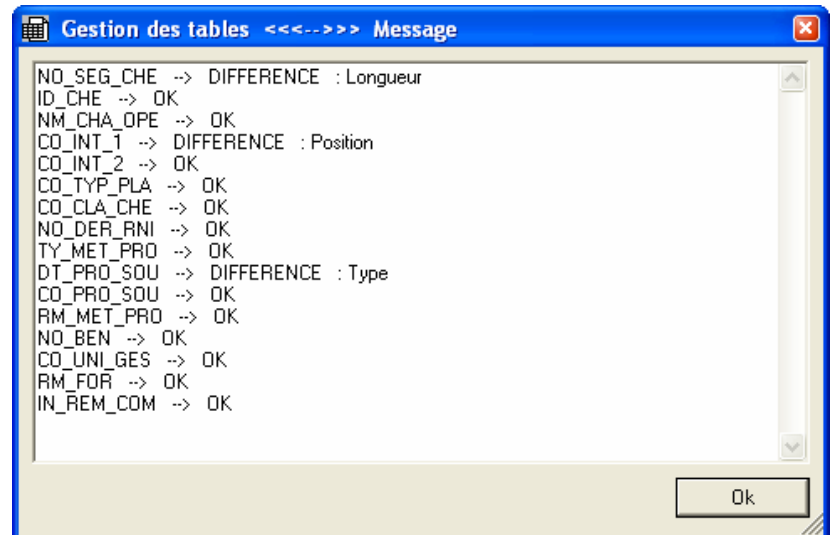 Gestion des tables <<<-->>> Message
NO_SEG_CHE --> DIFFERENCE : Longueur
ID_CHE --> OK
NM_CHA_OPE --> OK
CO_INT_1 --> DIFFERENCE : Position
CO_INT_2 --> OK
CO_TYP_PLA --> OK
CO_CLA_CHE --> OK
NO_DER_RNI --> OK
TY_MET_PRO --> OK
DT_PRO_SOU --> DIFFERENCE : Type
CO_PRO_SOU --> OK
RM_MET_PRO --> OK
NO_BEN --> OK
CO_UNI_GES --> OK
RM_FOR --> OK
IN_REM_COM --> OK
Ok